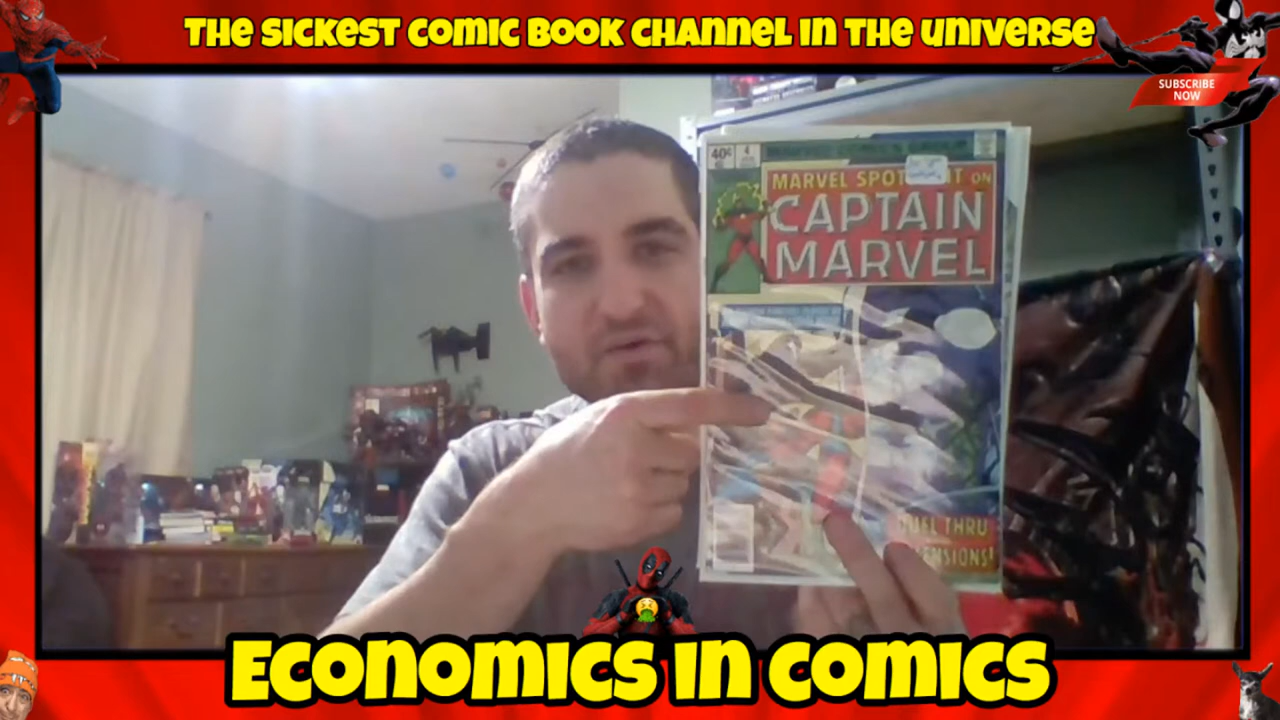 THE SICKEST COMIC BOOK CHANNEL IN THE UNIVERSE
SUBSCRIBE
NOW
40¢ 4
MARVEL ON
CAPTAIN
MARVEL
THRU
ECONOMICS IN COMICS